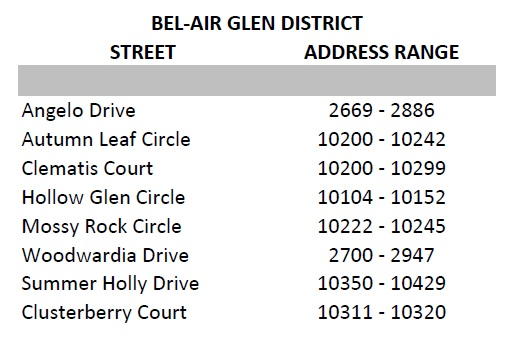 BEL-AIR GLEN DISTRICT
STREET ADDRESS RANGE
Angelo Drive 2669 - 2886
Autumn Leaf Circle 10200 - 10242
Clematis Court 10200 - 10299
Hollow Glen Circle 10104 - 10152
Mossy Rock Circle 10222 - 10245
Woodwardia Drive 2700 - 2947
Summer Holly Drive 10350 - 10429
Clusterberry Court 10311 - 10320